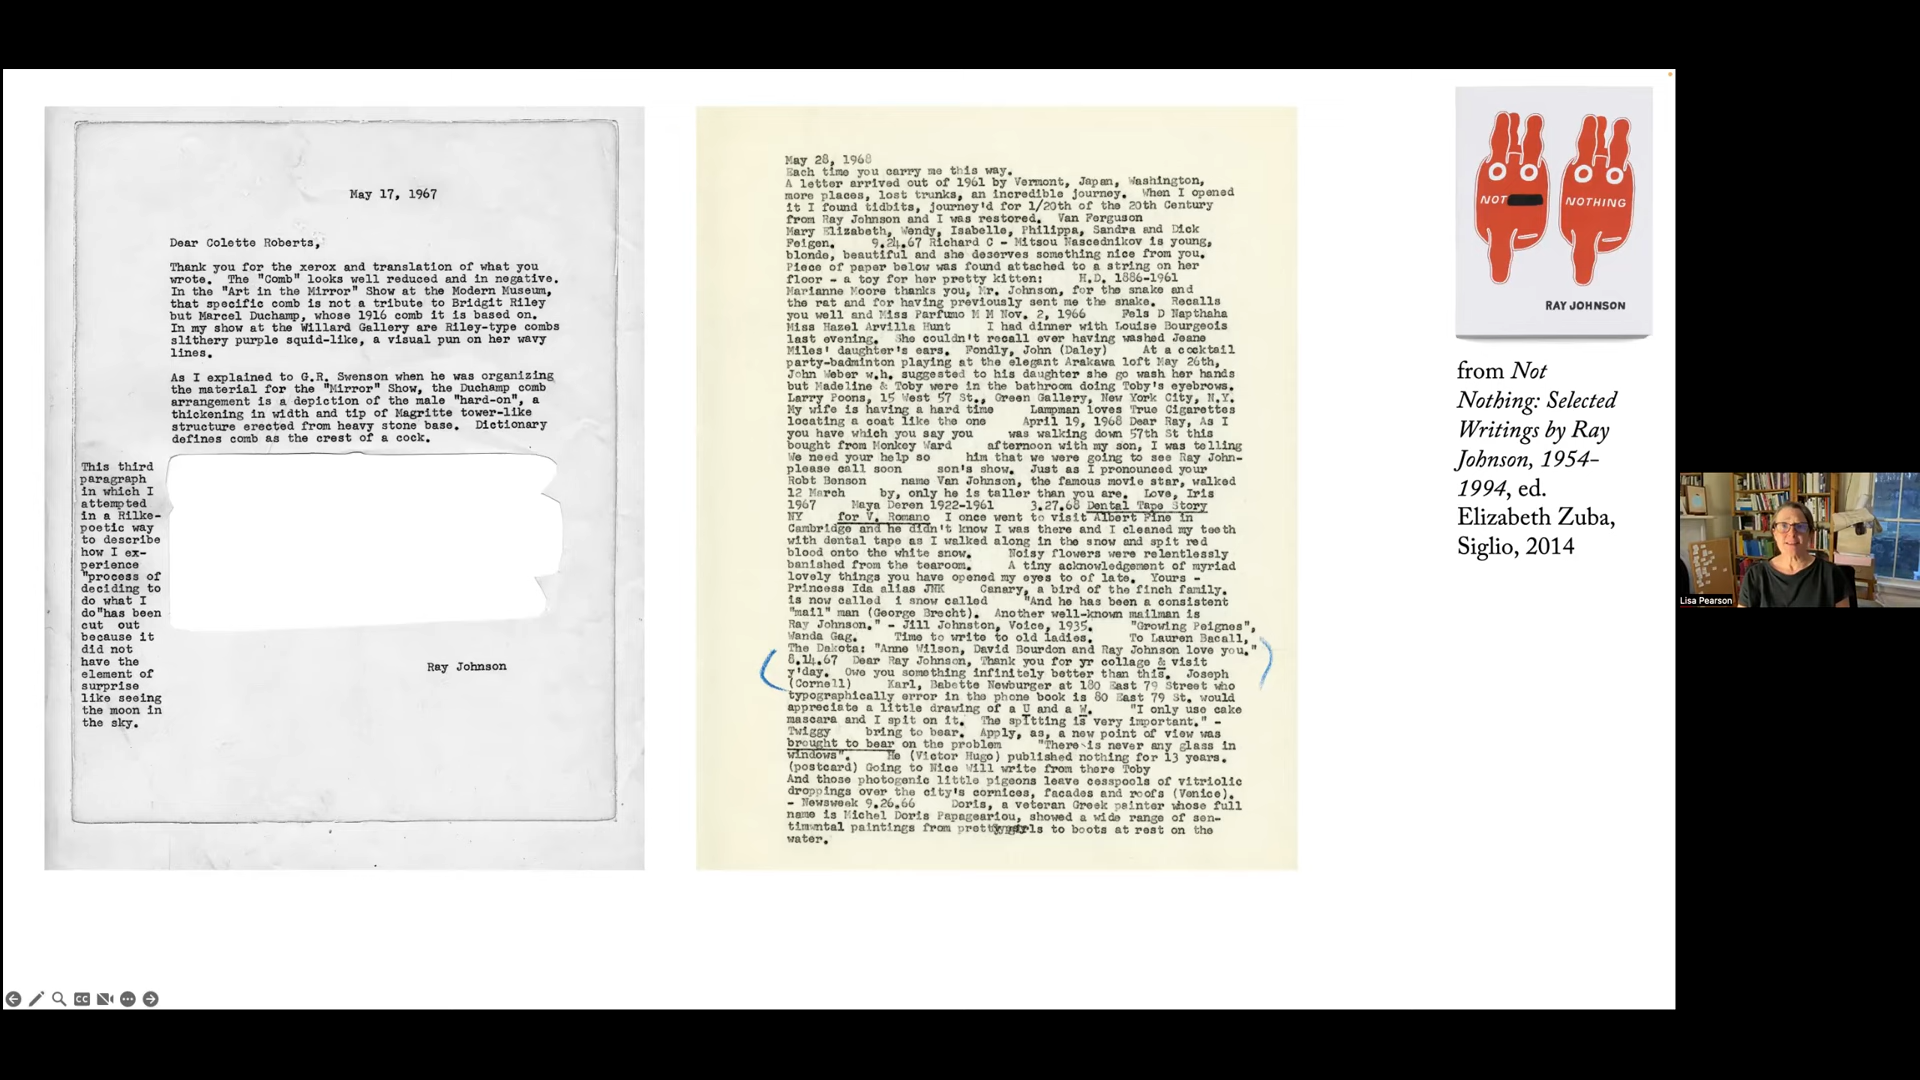 May 17, 1967
Dear Colette Roberts,
Thank you for the xerox and translation of what you
wrote.  The "Comb" looks well reduced and in negative.
In the "Art in the Mirror" Show at the Modern Museum,
that specific comb is not a tribute to Bridgit Riley
but Marcel Duchamp, whose 1916 comb it is based on.
In my show at the Willard Gallery are Riley-type combs
slithery purple squid-like, a visual pun on her wavy
lines.
As I explained to G.R. Swenson when he was organizing
the material for the "Mirror" Show, the Duchamp comb
arrangement is a depiction of the male "hard-on", a
thickening in width and tip of Magritte tower-like
structure erected from heavy stone base.  Dictionary
defines comb as the crest of a cock.
This third
paragraph
in which I
attempted
in a Rilke-
poetic way
to describe
how I ex-
perience
"process of
deciding to
do what I
do"has been
cut  out
because it
did not
have the
element of
surprise
like seeing
the moon in
the sky.
Ray Johnson
May 28, 1968
Each time you carry me this way.
A letter arrived out of 1961 by Vermont, Japan, Washington,
more places, lost trunks, an incredible journey.  When I opened
it I found tidbits, journey'd for 1/20th of the 20th Century
from Ray Johnson and I was restored.  Van Ferguson
Mary Elizabeth, Wendy, Isabelle, Philippa, Sandra and Dick
Feigen.     9.24.67 Richard C - Mitsou Nascednikov is young,
blonde, beautiful and she deserves something nice from you.
Piece of paper below was found attached to a string on her
floor - a toy for her pretty kitten:     H.D. 1886-1961
Marianne Moore thanks you, Mr. Johnson, for the snake and
the rat and for having previously sent me the snake.  Recalls
you well and Miss Parfumo M M Nov. 2, 1966     Fels D Napthaha
Miss Hazel Arvilla Hunt     I had dinner with Louise Bourgeois
last evening.  She couldn't recall ever having washed Jeane
Miles' daughter's ears.  Fondly, John (Daley)     At a cocktail
party-badminton playing at the elegant Arakawa loft May 26th,
John Weber w.h. suggested to his daughter she go wash her hands
but Madeline & Toby were in the bathroom doing Toby's eyebrows.
Larry Poons, 15 West 57 St., Green Gallery, New York City, N.Y.
My wife is having a hard time     Lampman loves True Cigarettes
locating a coat like the one     April 19, 1968 Dear Ray, As I
you have which you say you     was walking down 57th St this
bought from Monkey Ward     afternoon with my son, I was telling
We need your help so     him that we were going to see Ray John-
please call soon     son's show.  Just as I pronounced your
Robt Benson     name Van Johnson, the famous movie star, walked
12 March     by, only he is taller than you are.  Love, Iris
1967     Maya Deren 1922-1961     3.27.68 Dental Tape Story
NY     for V. Romano  I once went to visit Albert Fine in
Cambridge and he didn't know I was there and I cleaned my teeth
with dental tape as I walked along in the snow and spit red
blood onto the white snow.     Noisy flowers were relentlessly
banished from the tearoom.     A tiny acknowledgement of myriad
lovely things you have opened my eyes to of late.  Yours -
Princess Ida alias JNK     Canary, a bird of the finch family.
is now called  i snow called     "And he has been a consistent
"mail" man (George Brecht).  Another well-known mailman is
Ray Johnson." - Jill Johnston, Voice, 1935.     "Growing Peignes",
Wanda Gag.     Time to write to old ladies.     To Lauren Bacall,
The Dakota: "Anne Wilson, David Bourdon and Ray Johnson love you."
8.14.67  Dear Ray Johnson, Thank you for yr collage & visit
y'day.  Owe you something infinitely better than this.  Joseph
(Cornell)     Karl, Babette Newburger at 180 East 79 Street who
typographically error in the phone book is 80 East 79 St. would
appreciate a little drawing of a U and a W.     "I only use cake
mascara and I spit on it.  The spitting is very important." -
Twiggy     bring to bear.  Apply, as, a new point of view was
brought to bear on the problem     "There is never any glass in
windows".     He (Victor Hugo) published nothing for 13 years.
(postcard) Going to Nice Will write from there Toby
And those photogenic little pigeons leave cesspools of vitriolic
droppings over the city's cornices, facades and roofs (Venice).
- Newsweek 9.26.66     Doris, a veteran Greek painter whose full
name is Michel Doris Papageariou, showed a wide range of sen-
timwntal paintings from to boots at rest on the
water.
NOT
NOTHING
RAY JOHNSON
from Not
Nothing: Selected
Writings by Ray
Johnson, 1954-
1994, ed.
Elizabeth Zuba,
Siglio, 2014
Lisa Pearson
CC